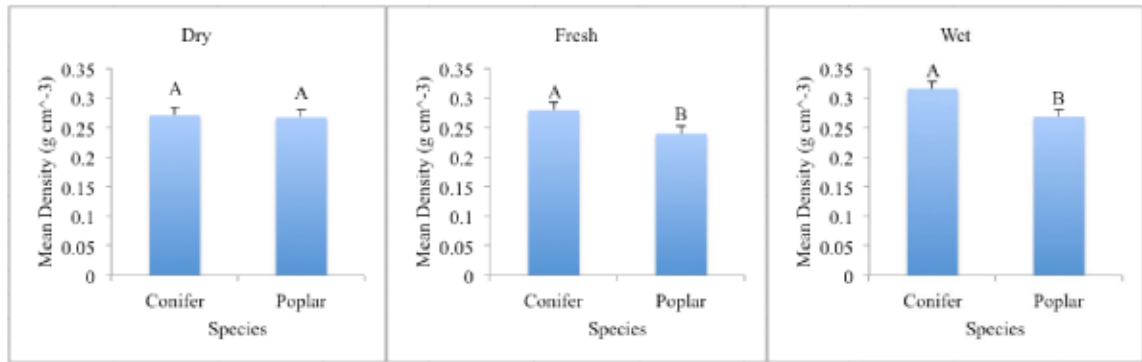 Dry
Mean Density (g cm^-3)
0.35
0.3
0.25
0.2
0.15
0.1
0.05
0
A
A
Conifer
Poplar
Species
Fresh
Mean Density (g cm^-3)
0.35
0.3
0.25
0.2
0.15
0.1
0.05
0
A
B
Conifer
Poplar
Species
Wet
Mean Density (g cm^-3)
0.35
0.3
0.25
0.2
0.15
0.1
0.05
0
A
B
Conifer
Poplar
Species